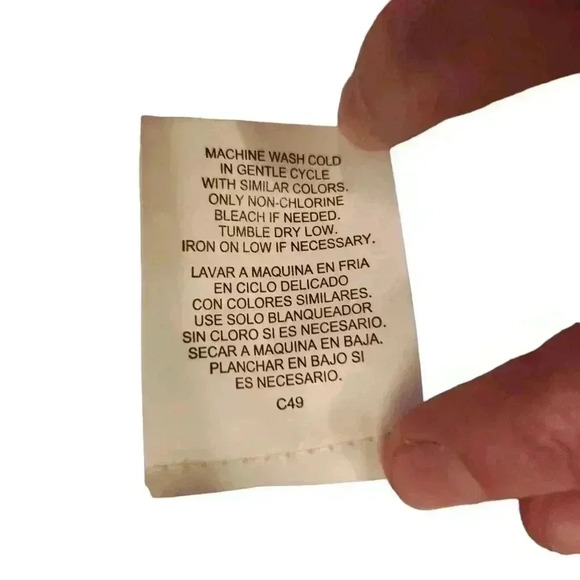 MACHINE WASH COLD
IN GENTLE CYCLE
WITH SIMILAR COLORS.
ONLY NON-CHLORINE
BLEACH IF NEEDED.
TUMBLE DRY LOW.
IRON ON LOW IF NECESSARY.
LAVAR A MAQUINA EN FRIA
EN CICLO DELICADO
CON COLORES SIMILARES.
USE SOLO BLANQUEADOR
SIN CLORO SI ES NECESARIO.
SECAR A MAQUINA EN BAJA.
PLANCHAR EN BAJO SI
ES NECESARIO.
C49